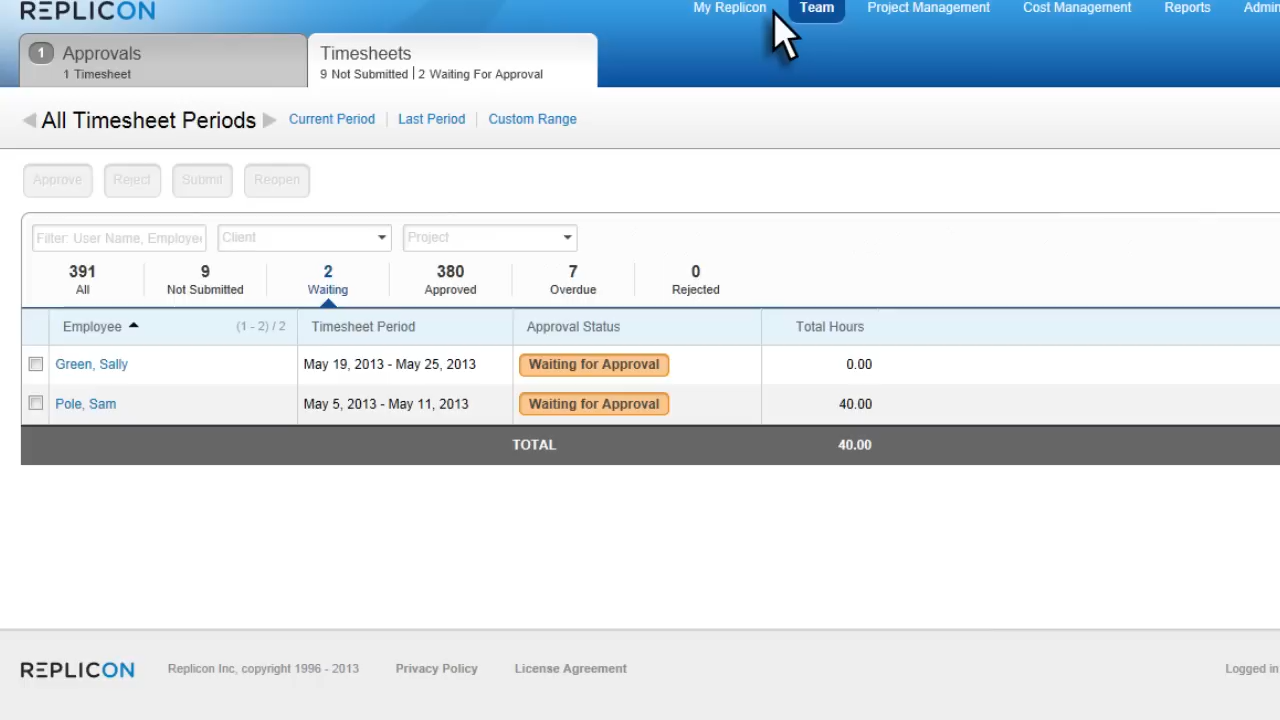 REPLICON
My Replicon Team Project Management Cost Management Reports Admin
1 Approvals
1 Timesheet
Timesheets
9 Not Submitted | 2 Waiting For Approval
All Timesheet Periods Current Period Last Period Custom Range
Approve Reject Submit Reopen
Filter: User Name, Employee Client Project
391 9 2 380 7 0
All Not Submitted Waiting Approved Overdue Rejected
Employee (1 - 2) / 2 Timesheet Period Approval Status Total Hours
Green, Sally May 19, 2013 - May 25, 2013 Waiting for Approval 0.00
Pole, Sam May 5, 2013 - May 11, 2013 Waiting for Approval 40.00
TOTAL 40.00
REPLICON Replicon Inc, copyright 1996 - 2013 Privacy Policy License Agreement Logged in